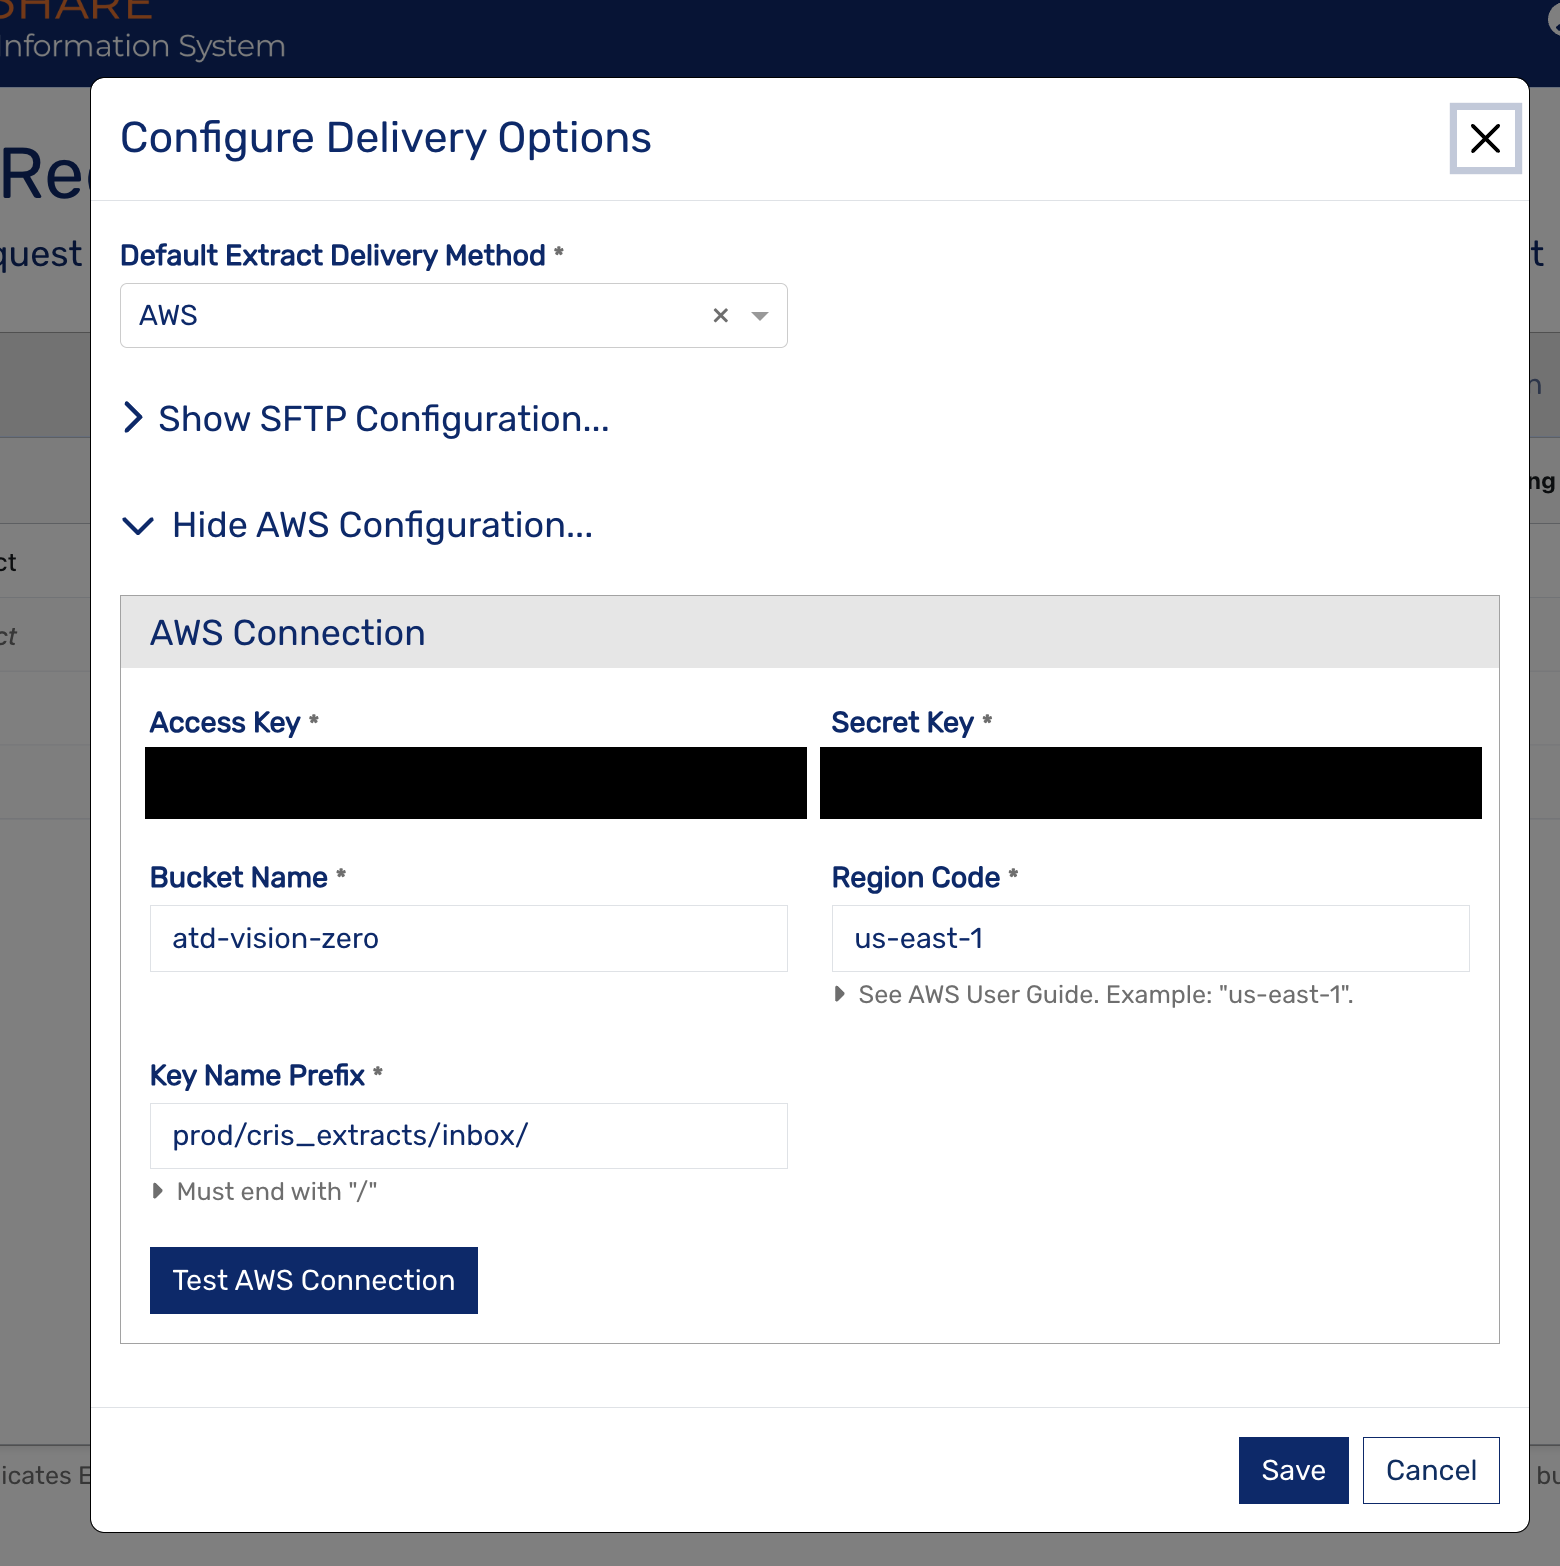 SHARE
Information System
Configure Delivery Options
quest
Default Extract Delivery Method *
AWS
Show SFTP Configuration...
Hide AWS Configuration...
ng
ct
AWS Connection
ct
Access Key * Secret Key *
Bucket Name * Region Code *
atd-vision-zero us-east-1
See AWS User Guide. Example: "us-east-1".
Key Name Prefix *
prod/cris_extracts/inbox/
Must end with "/"
Test AWS Connection
Save Cancel
icates E
bu